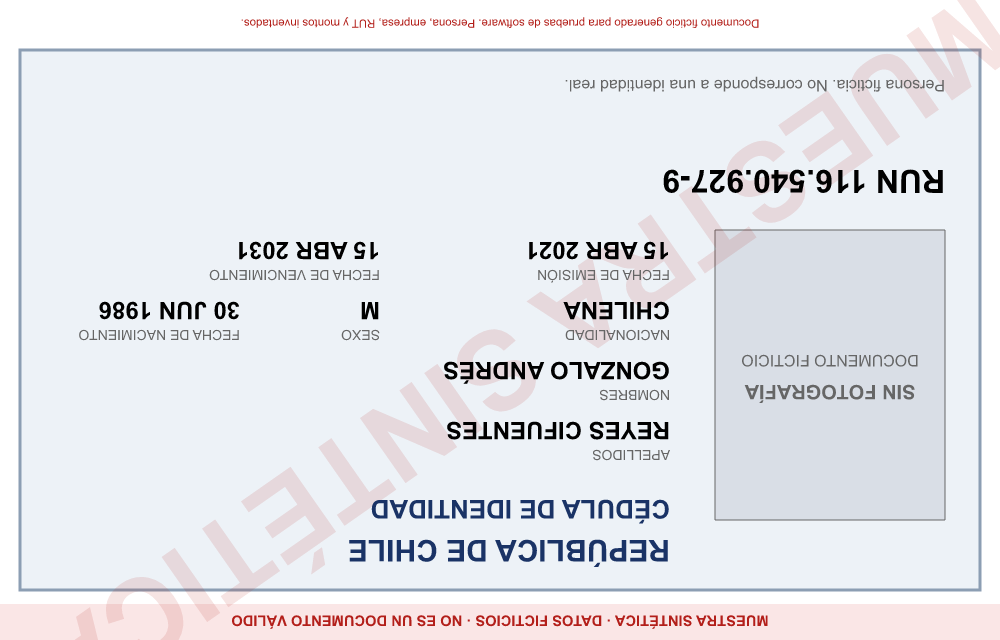 MUESTRA SINTÉTICA · DATOS FICTICIOS · NO ES UN DOCUMENTO VÁLIDO
REPÚBLICA DE CHILE
CÉDULA DE IDENTIDAD
SIN FOTOGRAFÍA
DOCUMENTO FICTICIO
APELLIDOS
REYES CIFUENTES
NOMBRES
GONZALO ANDRÉS
NACIONALIDAD SEXO FECHA DE NACIMIENTO
CHILENA M 30 JUN 1986
FECHA DE EMISIÓN FECHA DE VENCIMIENTO
15 ABR 2021 15 ABR 2031
RUN 116.540.927-9
Persona ficticia. No corresponde a una identidad real.
Documento ficticio generado para pruebas de software. Persona, empresa, RUT y montos inventados.
MUESTRA SINTÉTICA